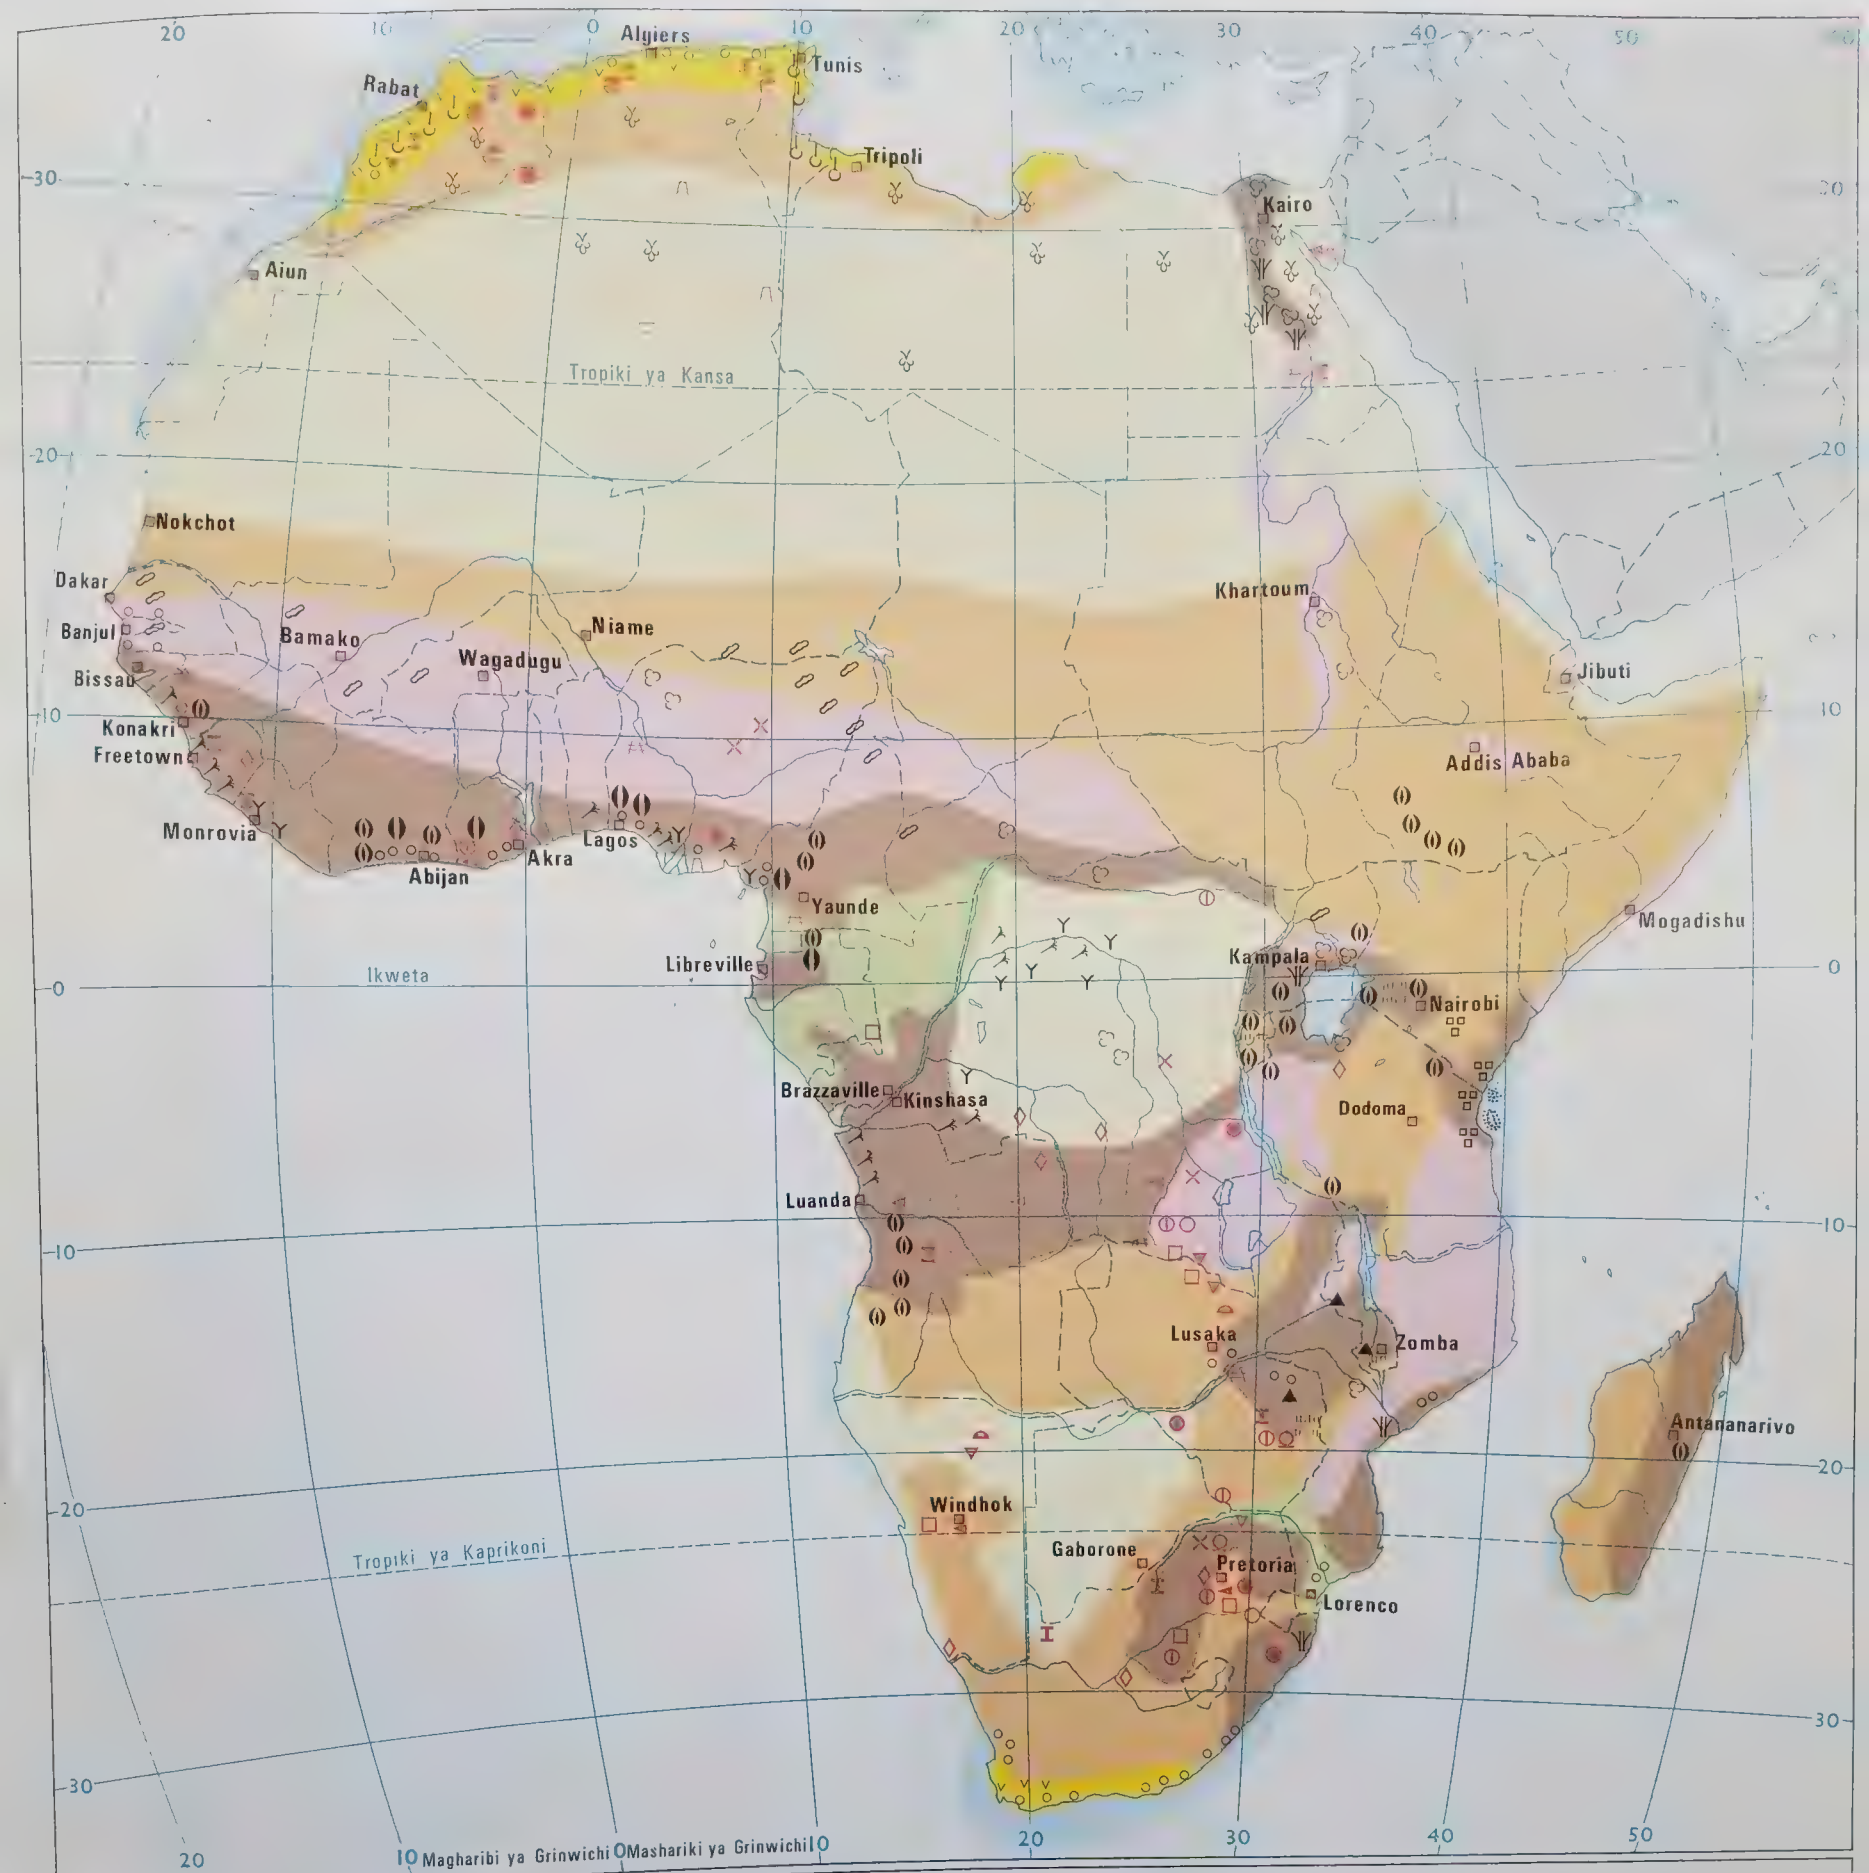 20 10 0 10 20 30 40 50
Algiers
Tunis
Rabat
Tripoli
30 30
Kairo
Aiun
Tropiki ya Kansa
20 20
Nokchot
Dakar
Khartoum
Banjul
Bamako
Niame
Wagadugu
Jibuti
Bissau
10 10
Konakri
Freetown
Addis Ababa
Monrovia
Lagos
Akra
Abijan
Yaunde
Mogadishu
Kampala
Libreville
Ikweta
0 0
Nairobi
Brazzaville
Kinshasa
Dodoma
Luanda
10 10
Lusaka
Zomba
Antananarivo
20 20
Windhok
Tropiki ya Kaprikoni
Gaborone
Pretoria
Lorenco
30 30
20 10 Magharibi ya Grinwichi 0 Mashariki ya Grinwichi 10 20 30 40 50